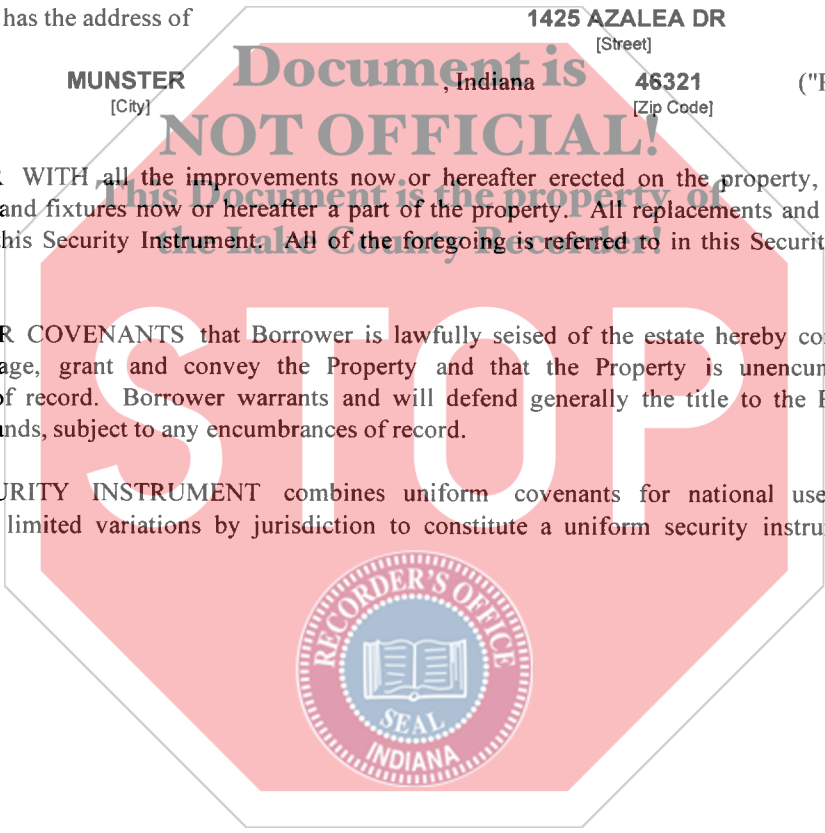 has the address of 1425 AZALEA DR
[Street]
MUNSTER , Indiana 46321 ("
[City] [Zip Code]
WITH all the improvements now or hereafter erected on the property,
and fixtures now or hereafter a part of the property. All replacements and
this Security Instrument. All of the foregoing is referred to in this Securit
R COVENANTS that Borrower is lawfully seised of the estate hereby co
age, grant and convey the Property and that the Property is unencum
of record. Borrower warrants and will defend generally the title to the P
ands, subject to any encumbrances of record.
URITY INSTRUMENT combines uniform covenants for national use
limited variations by jurisdiction to constitute a uniform security instru
Document is
NOT OFFICIAL!
This Document is the property of
the Lake County Recorder!
STOP
RECORDER'S OFFICE
SEAL
INDIANA